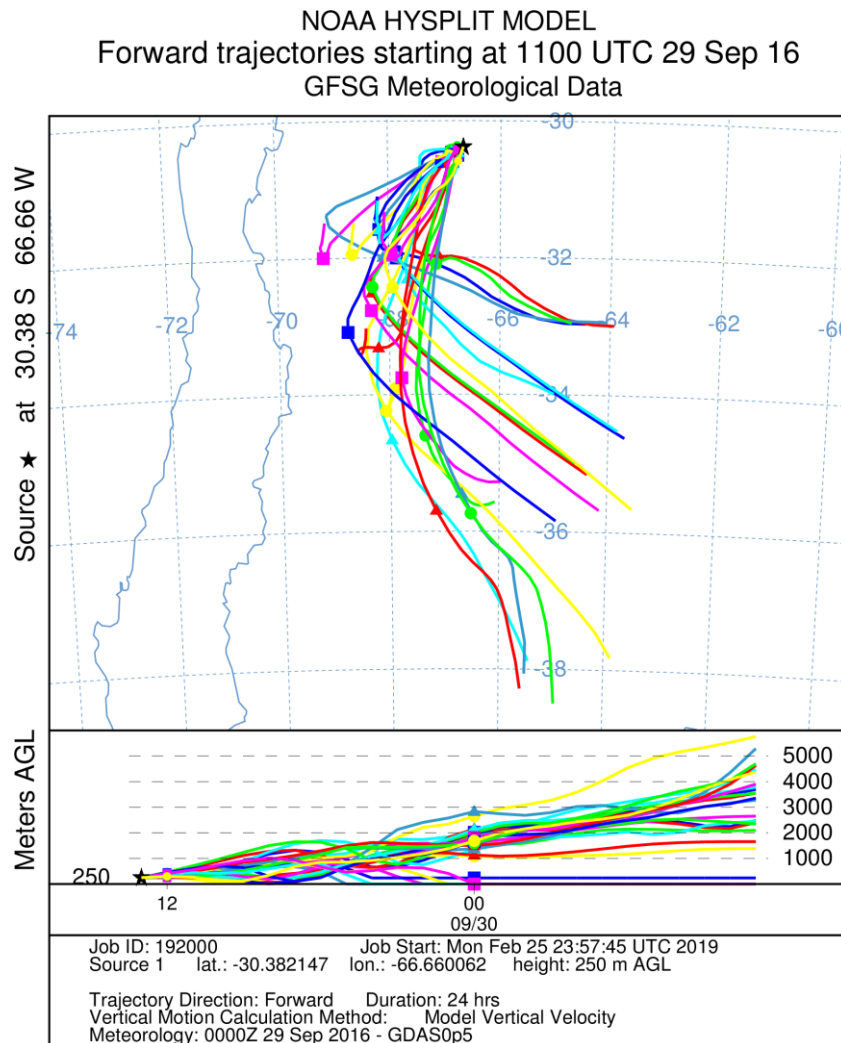 NOAA HYSPLIT MODEL
Forward trajectories starting at 1100 UTC 29 Sep 16
GFSG Meteorological Data
Source ★ at 30.38 S 66.66 W
-30
-32
-74
-72
-70
-68
-66
-64
-62
-60
-34
-36
-38
Meters AGL
5000
4000
3000
2000
1000
250
12
00
09/30
Job ID: 192000 Job Start: Mon Feb 25 23:57:45 UTC 2019
Source 1 lat.: -30.382147 lon.: -66.660062 height: 250 m AGL
Trajectory Direction: Forward Duration: 24 hrs
Vertical Motion Calculation Method: Model Vertical Velocity
Meteorology: 0000Z 29 Sep 2016 - GDAS0p5